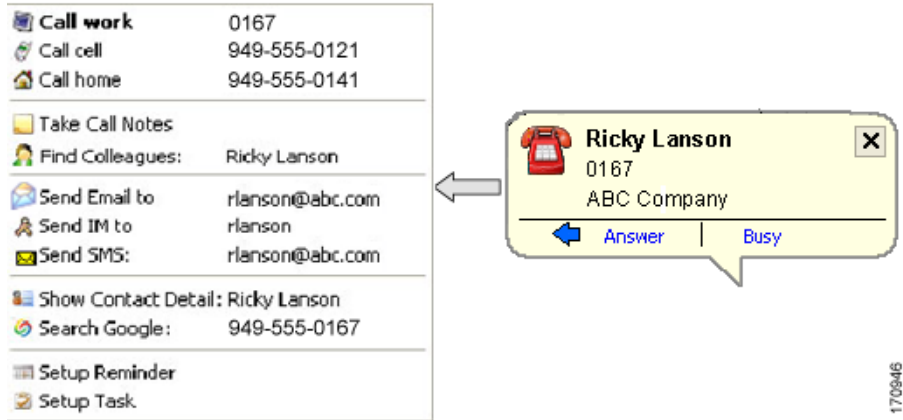 Call work 0167
Call cell 949-555-0121
Call home 949-555-0141
Take Call Notes
Find Colleagues: Ricky Lanson
Send Email to rlanson@abc.com
Send IM to rlanson
Send SMS: rlanson@abc.com
Show Contact Detail: Ricky Lanson
Search Google: 949-555-0167
Setup Reminder
Setup Task
Ricky Lanson
0167
ABC Company
Answer | Busy
170946